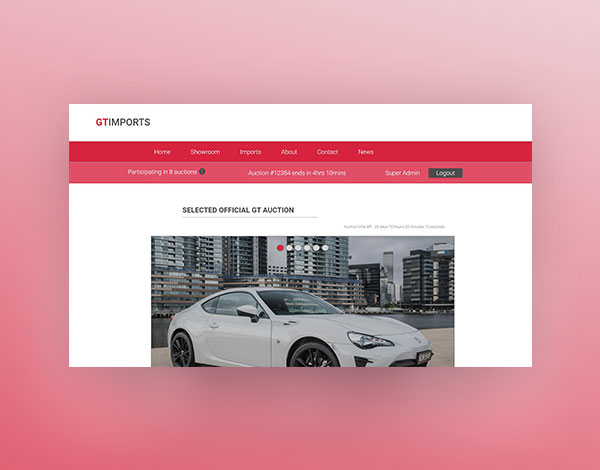 GTIMPORTS
Home Showroom Imports About Contact News
Participating in 8 auctions Auction #12384 ends in 4hrs 10mins Super Admin Logout
SELECTED OFFICIAL GT AUCTION
Auction time left: 26 days 10 hours 20 minutes 10 seconds